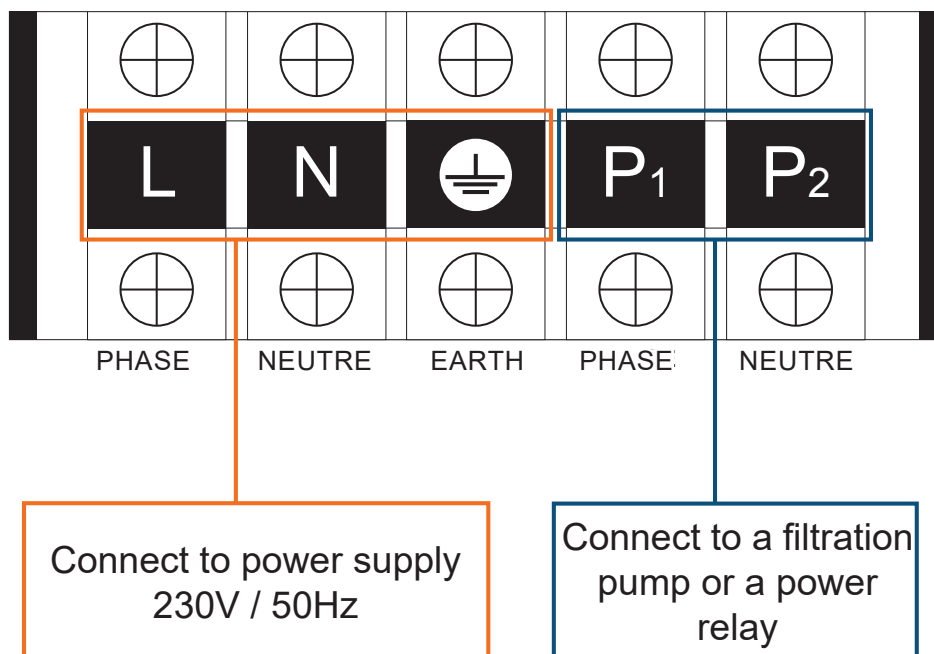 L N P1 P2
PHASE NEUTRE EARTH PHASE: NEUTRE
Connect to power supply
230V / 50Hz
Connect to a filtration
pump or a power
relay